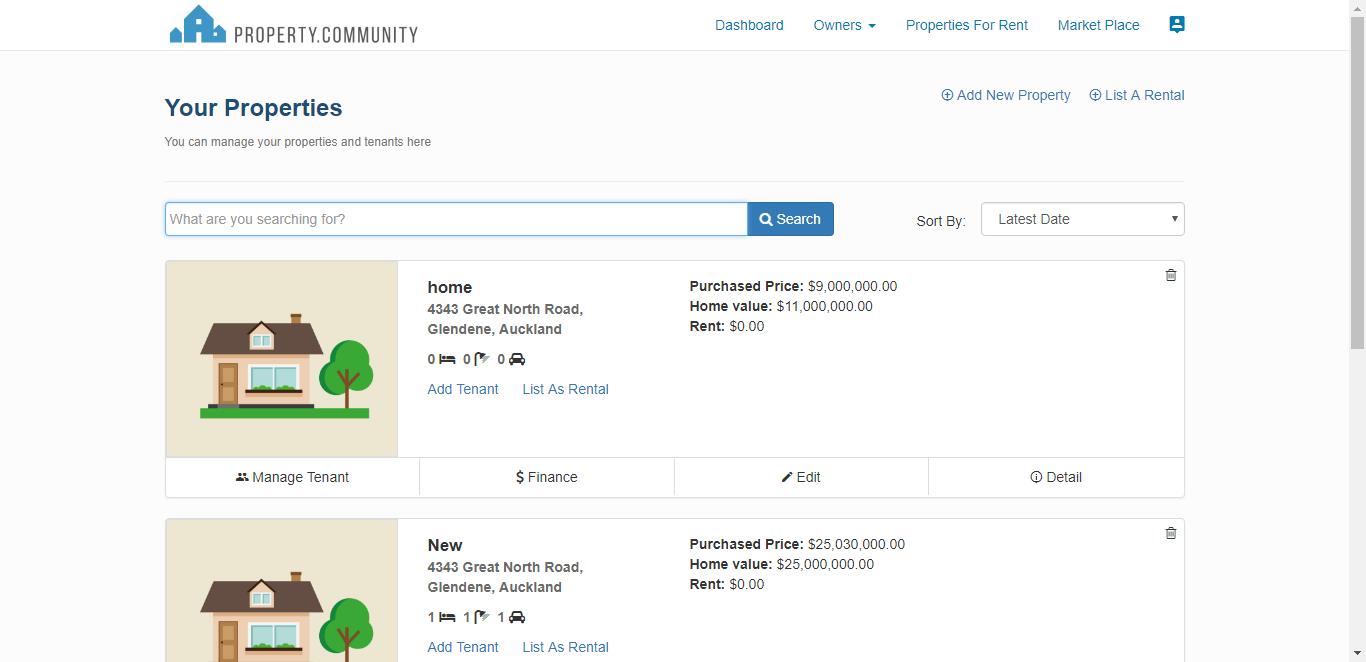 PROPERTY.COMMUNITY
Dashboard Owners Properties For Rent Market Place
Your Properties
Add New Property List A Rental
You can manage your properties and tenants here
What are you searching for? Search Sort By: Latest Date
home
4343 Great North Road,
Glendene, Auckland
0 0 0
Add Tenant List As Rental
Purchased Price: $9,000,000.00
Home value: $11,000,000.00
Rent: $0.00
Manage Tenant $ Finance Edit Detail
New
4343 Great North Road,
Glendene, Auckland
1 1 1
Add Tenant List As Rental
Purchased Price: $25,030,000.00
Home value: $25,000,000.00
Rent: $0.00